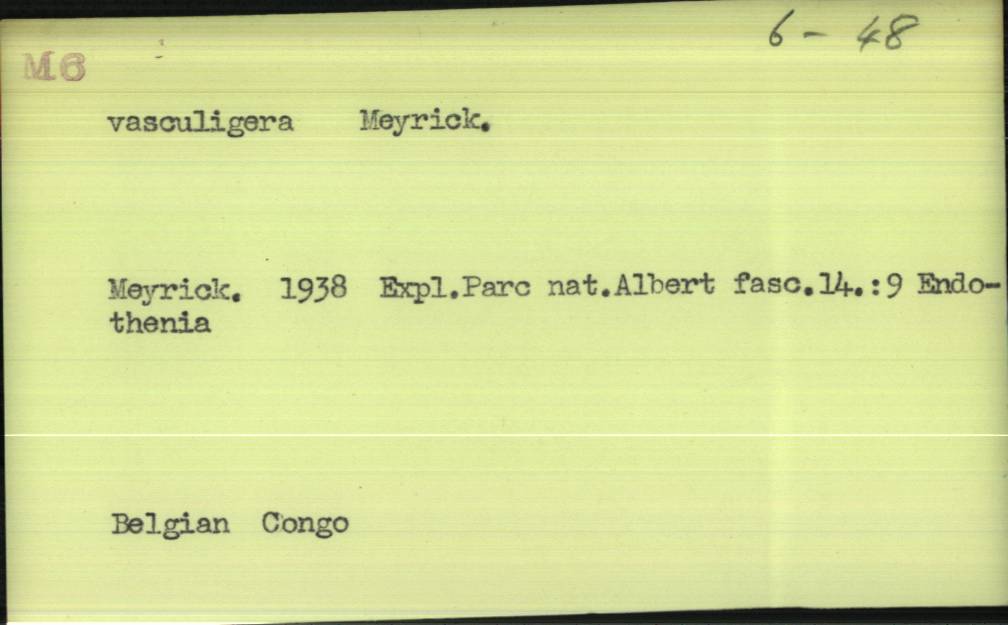 6 - 48
M6
vasculigera Meyrick.
Meyrick. 1938 Expl.Parc nat.Albert fasc.14.:9 Endo-
thenia
Belgian Congo